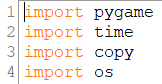 1 import pygame
2 import time
3 import copy
4 import os